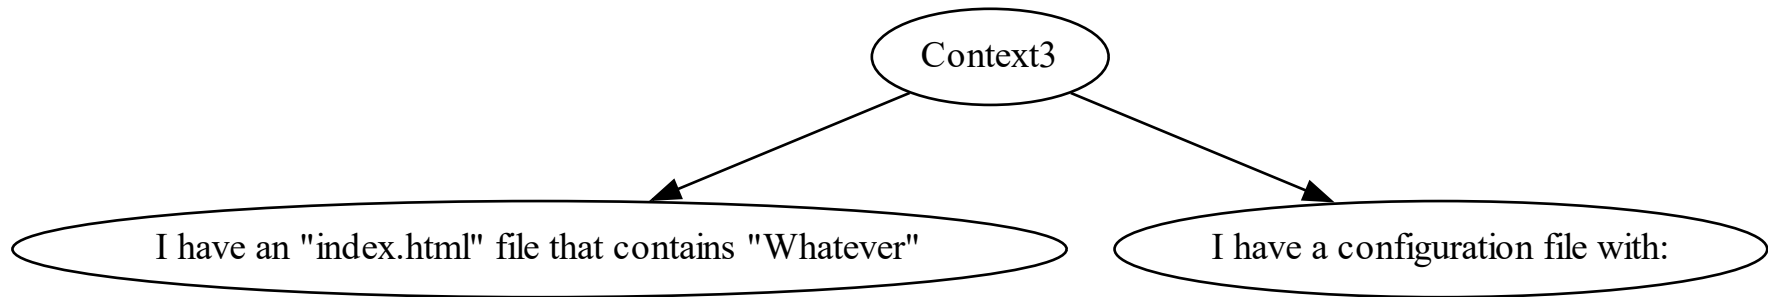 Context3
I have an "index.html" file that contains "Whatever"
I have a configuration file with: